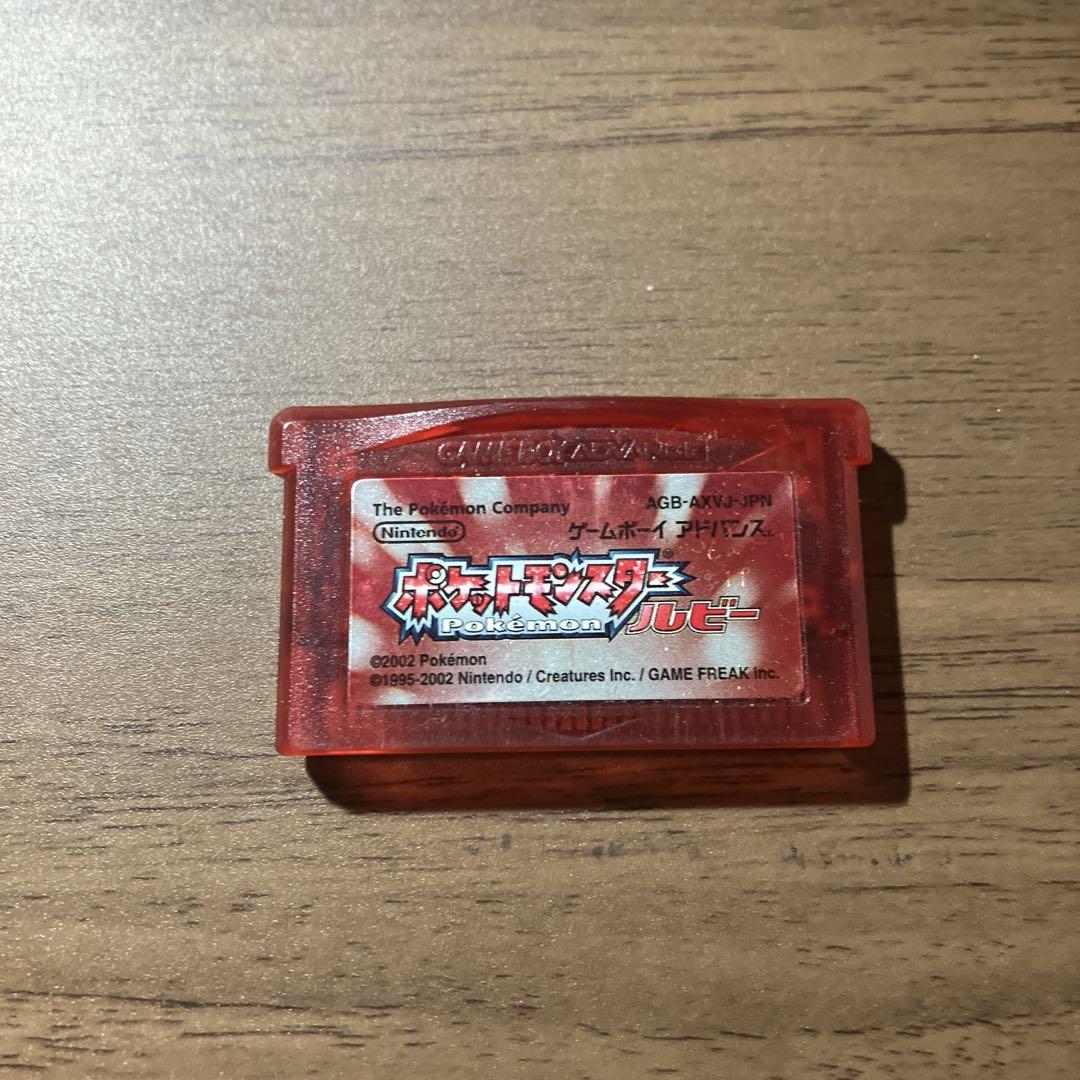 GAME BOY ADVANCE
The Pokémon Company
AGB-AXVJ-JPN
Nintendo®
ゲームボーイ アドバンス™
ポケットモンスター®
Pokémon
ルビー
©2002 Pokémon
©1995-2002 Nintendo / Creatures Inc. / GAME FREAK inc.